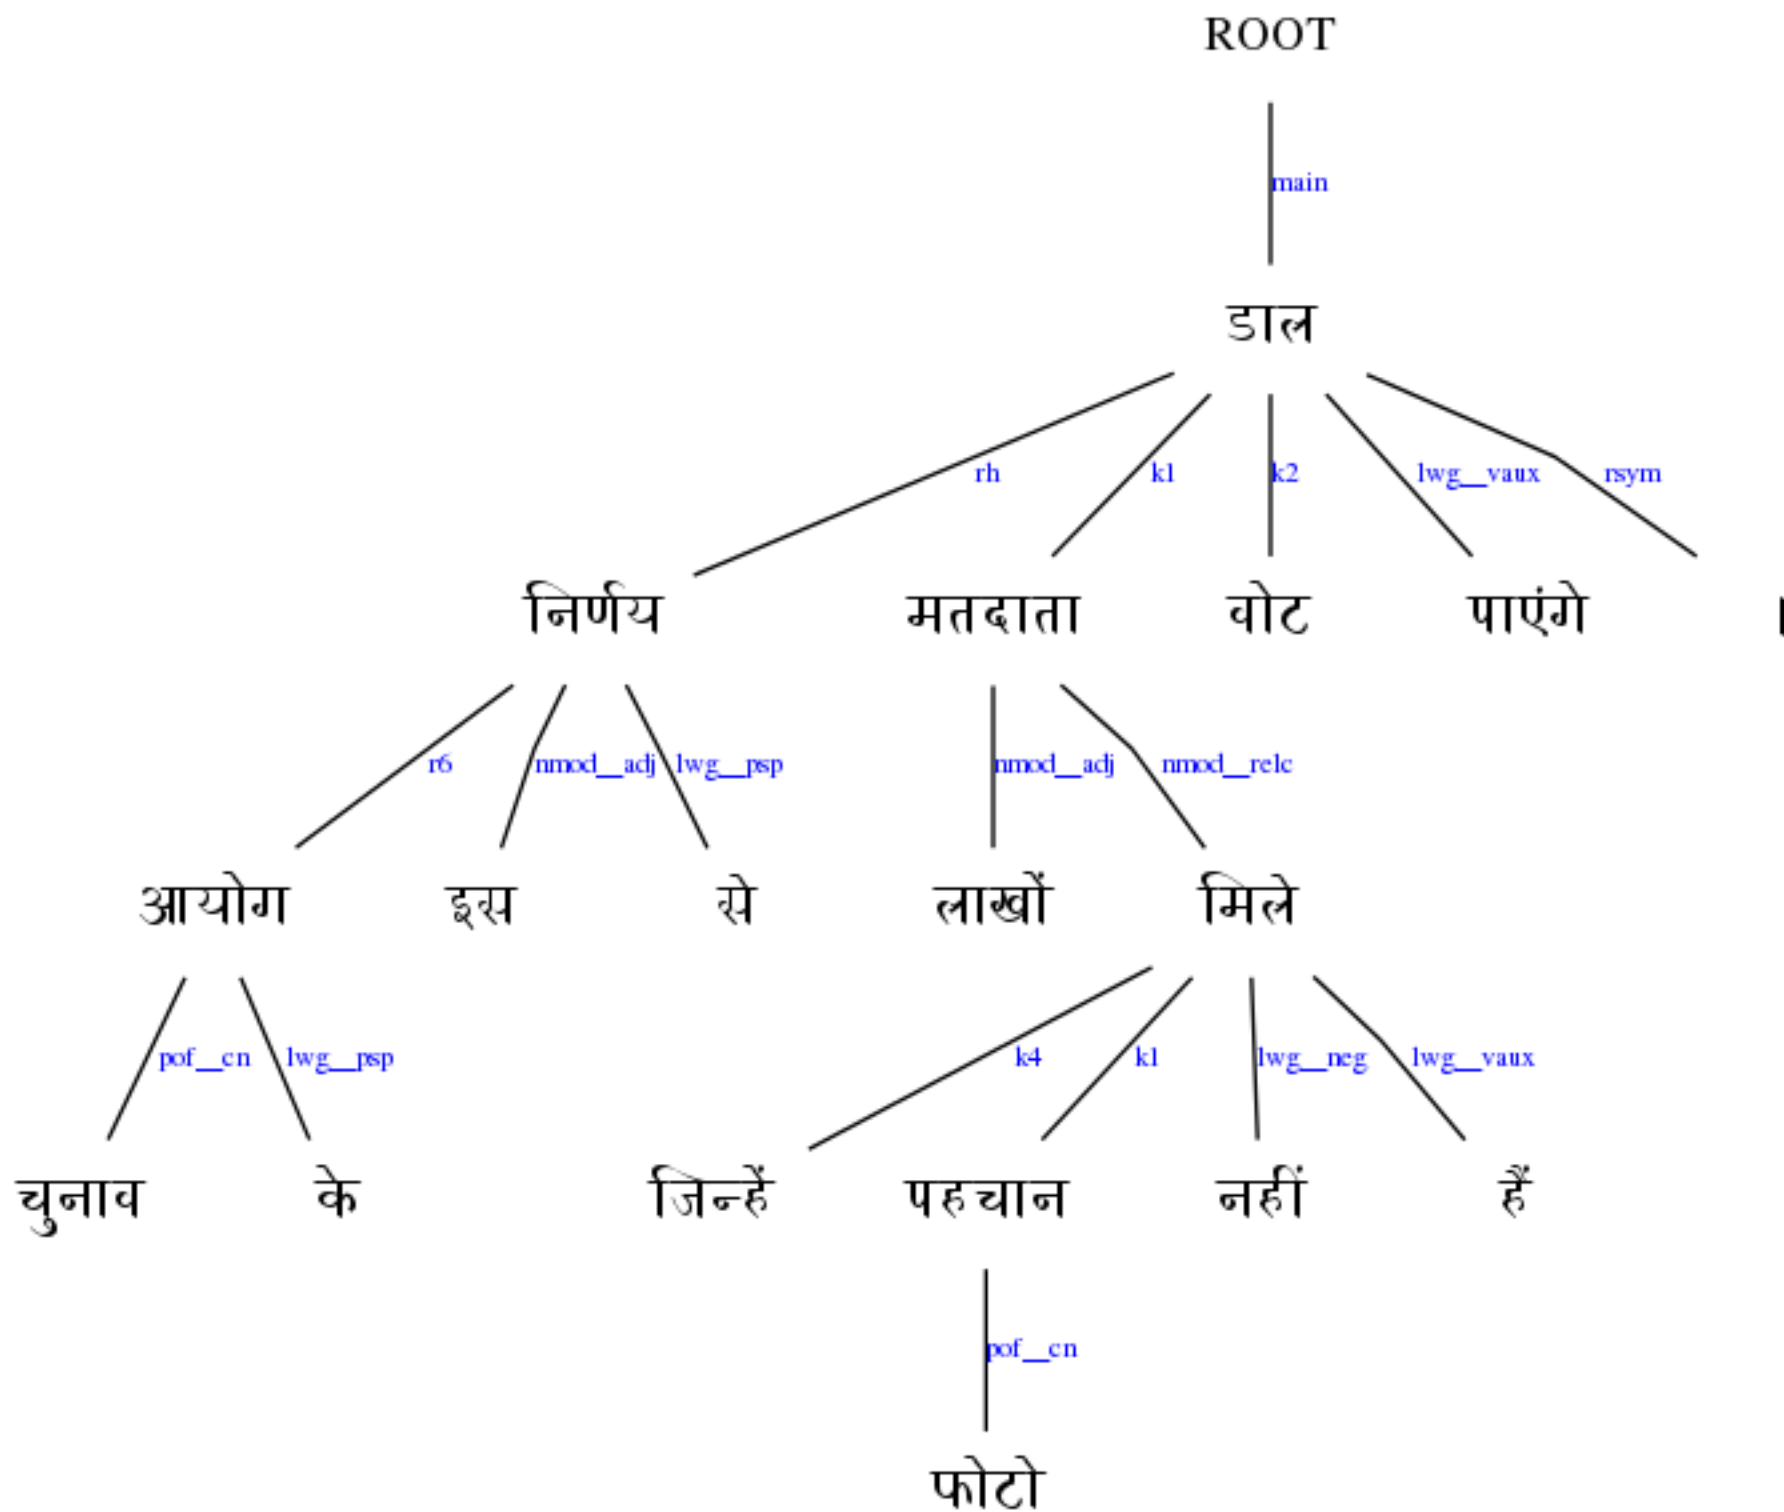 ROOT
main
डाल
rh k1 k2 lwg__vaux rsym
निर्णय मतदाता वोट पाएंगे ।
r6 nmod__adj lwg__psp nmod__adj nmod__relc
आयोग इस से लाखों मिले
pof__cn lwg__psp k4 k1 lwg__neg lwg__vaux
चुनाव के जिन्हें पहचान नहीं हैं
pof__cn
फोटो